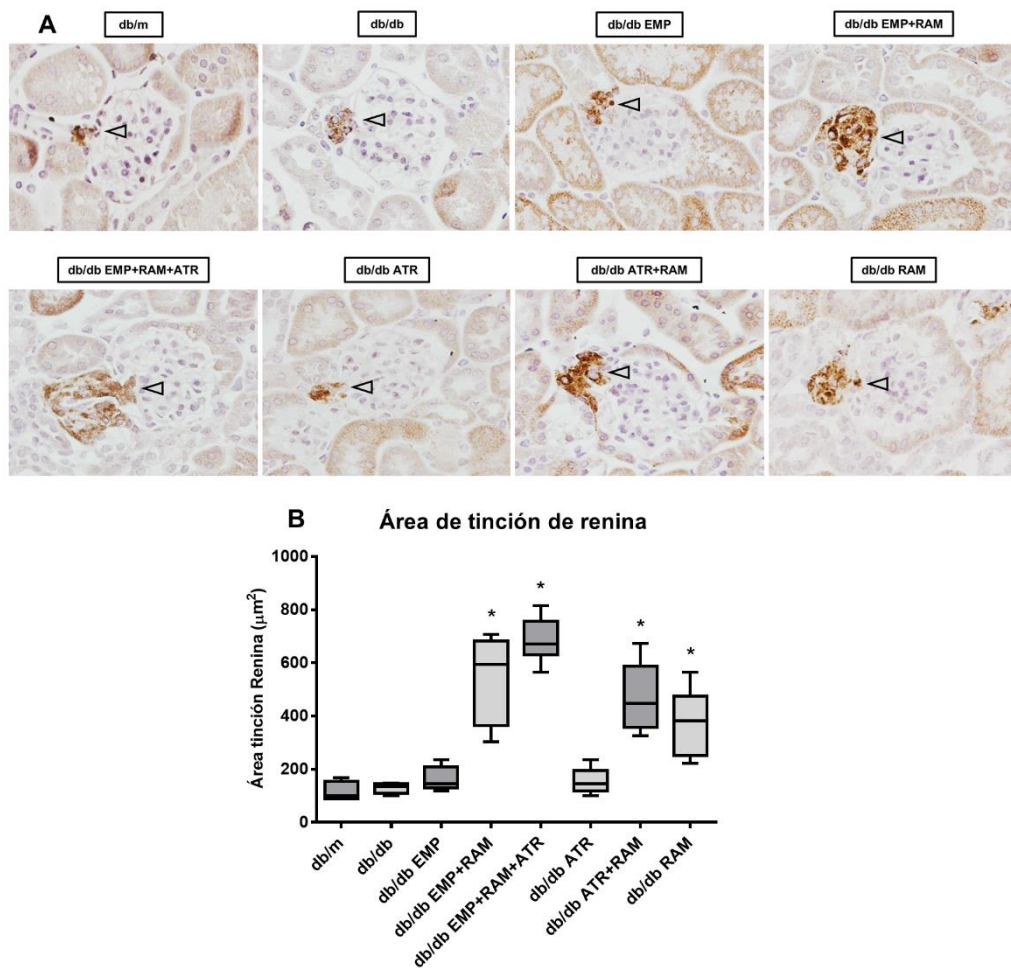 A
db/m
db/db
db/db EMP
db/db EMP+RAM
db/db EMP+RAM+ATR
db/db ATR
db/db ATR+RAM
db/db RAM
B
Área de tinción de renina
Área tinción Renina (μm²)
1000
800
600
400
200
0
*
*
*
*
db/m
db/db
db/db EMP
db/db EMP+RAM
db/db EMP+RAM+ATR
db/db ATR
db/db ATR+RAM
db/db RAM